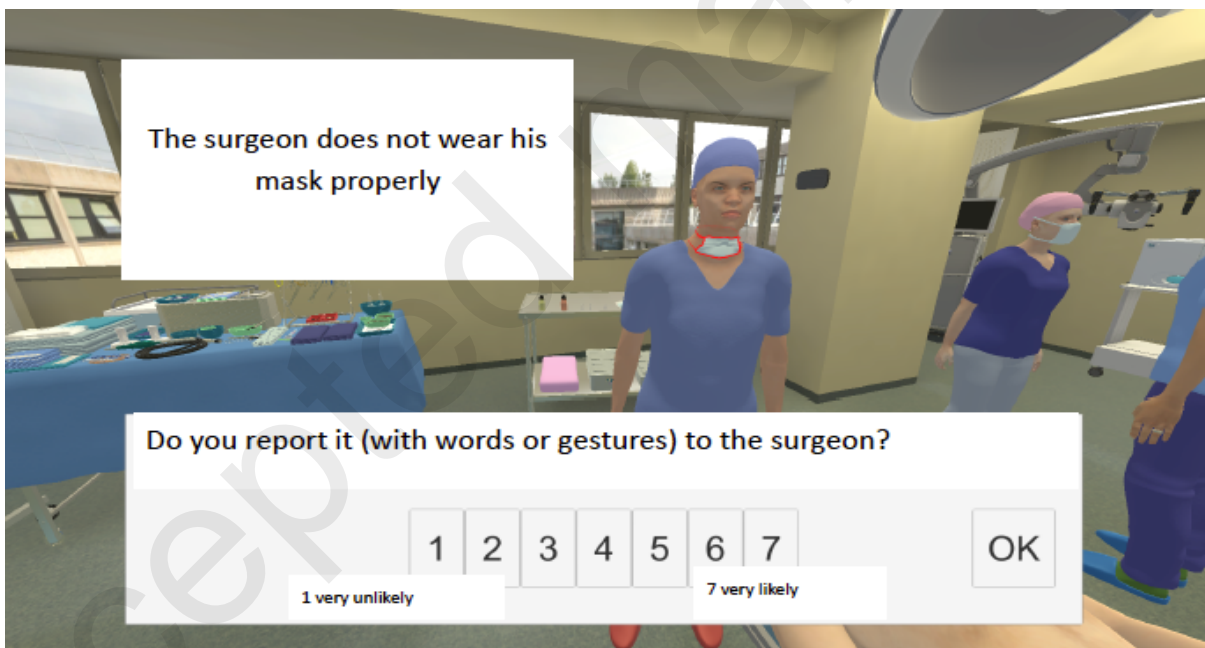 The surgeon does not wear his
mask properly
Do you report it (with words or gestures) to the surgeon?
1 2 3 4 5 6 7 OK
1 very unlikely 7 very likely